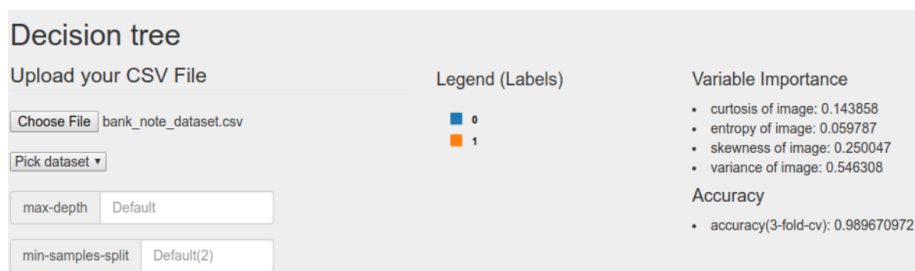 Decision tree
Upload your CSV File
Choose File bank_note_dataset.csv
Pick dataset
max-depth Default
min-samples-split Default(2)
Legend (Labels)
0
1
Variable Importance
curtosis of image: 0.143858
entropy of image: 0.059787
skewness of image: 0.250047
variance of image: 0.546308
Accuracy
accuracy(3-fold-cv): 0.989670972